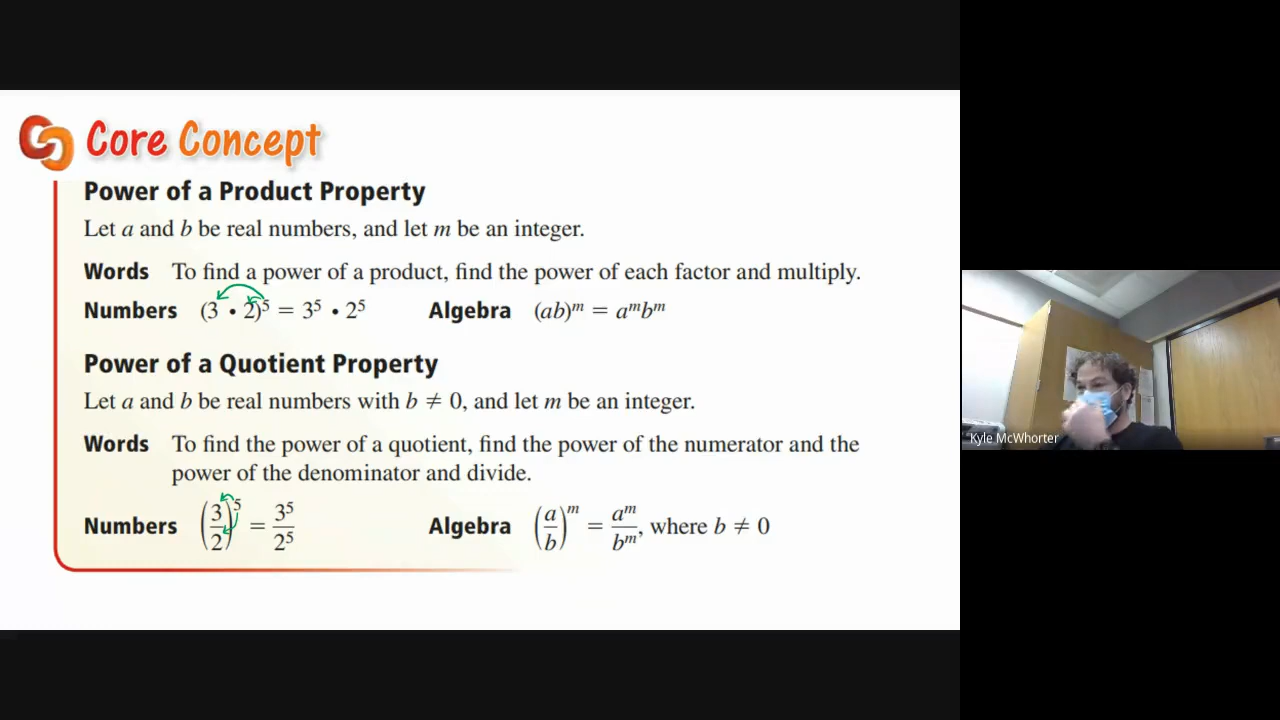 Core Concept
Power of a Product Property
Let a and b be real numbers, and let m be an integer.
Words To find a power of a product, find the power of each factor and multiply.
Numbers (3 • 2)⁵ = 3⁵ • 2⁵ Algebra (ab)ᵐ = aᵐbᵐ
Power of a Quotient Property
Let a and b be real numbers with b ≠ 0, and let m be an integer.
Words To find the power of a quotient, find the power of the numerator and the
power of the denominator and divide.
Numbers (3/2)⁵ = 3⁵/2⁵ Algebra (a/b)ᵐ = aᵐ/bᵐ, where b ≠ 0
Kyle McWhorter